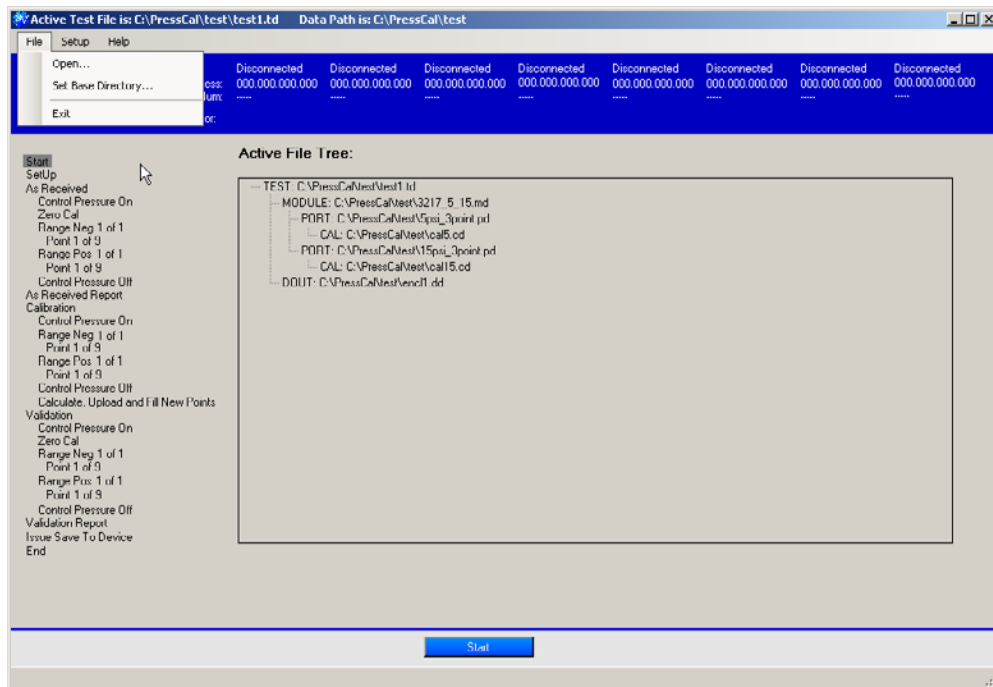 Active Test File is: C:\PressCal\test\test1.td Data Path is: C:\PressCal\test
File Setup Help
Open...
Set Base Directory...
Exit
ess:
lum:
or:
Disconnected Disconnected Disconnected Disconnected Disconnected Disconnected Disconnected Disconnected
000.000.000.000 000.000.000.000 000.000.000.000 000.000.000.000 000.000.000.000 000.000.000.000 000.000.000.000 000.000.000.000
----- ----- ----- ----- ----- ----- ----- -----
Start
SetUp
As Received
Control Pressure On
Zero Cal
Range Neg 1 of 1
Point 1 of 9
Range Pos 1 of 1
Point 1 of 9
Control Pressure Off
As Received Report
Calibration
Control Pressure On
Range Neg 1 of 1
Point 1 of 9
Range Pos 1 of 1
Point 1 of 9
Control Pressure Off
Calculate, Upload and Fill New Points
Validation
Control Pressure On
Zero Cal
Range Neg 1 of 1
Point 1 of 9
Range Pos 1 of 1
Point 1 of 9
Control Pressure Off
Validation Report
Issue Save To Device
End
Active File Tree:
TEST: C:\PressCal\test\test1.td
MODULE: C:\PressCal\test\3217_5_15.md
PORT: C:\PressCal\test\5psi_3point.pd
CAL: C:\PressCal\test\cal5.cd
PORT: C:\PressCal\test\15psi_3point.pd
CAL: C:\PressCal\test\cal15.cd
DOUT: C:\PressCal\test\encl1.dd
Start